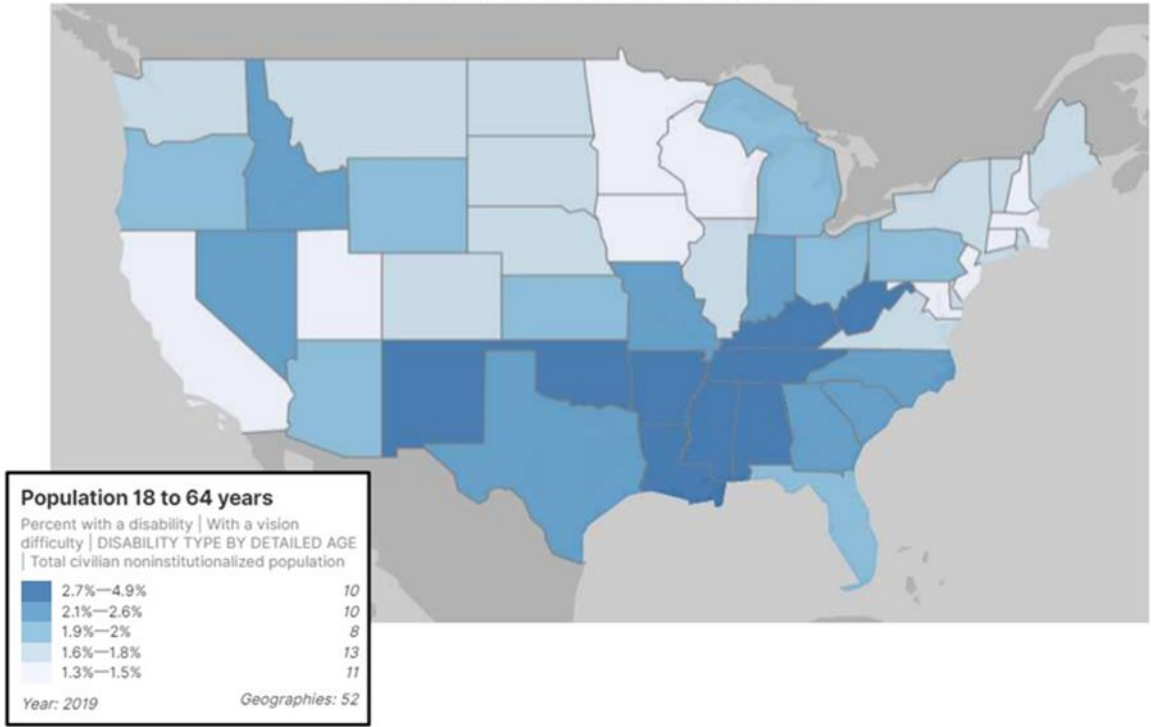 Population 18 to 64 years
Percent with a disability | With a vision
difficulty | DISABILITY TYPE BY DETAILED AGE
| Total civilian noninstitutionalized population
2.7%—4.9% 10
2.1%—2.6% 10
1.9%—2% 8
1.6%—1.8% 13
1.3%—1.5% 11
Year: 2019 Geographies: 52